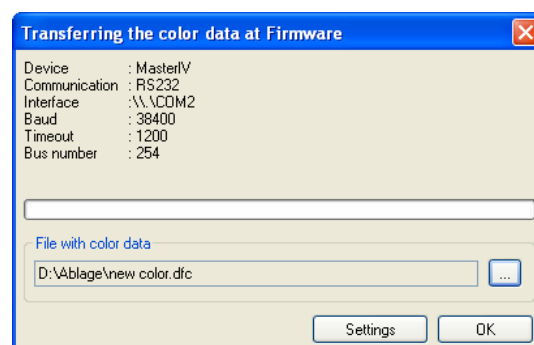 Transferring the color data at Firmware
Device : MasterIV
Communication : RS232
Interface :\\.\COM2
Baud : 38400
Timeout : 1200
Bus number : 254
File with color data
D:\Ablage\new color.dfc
...
Settings OK